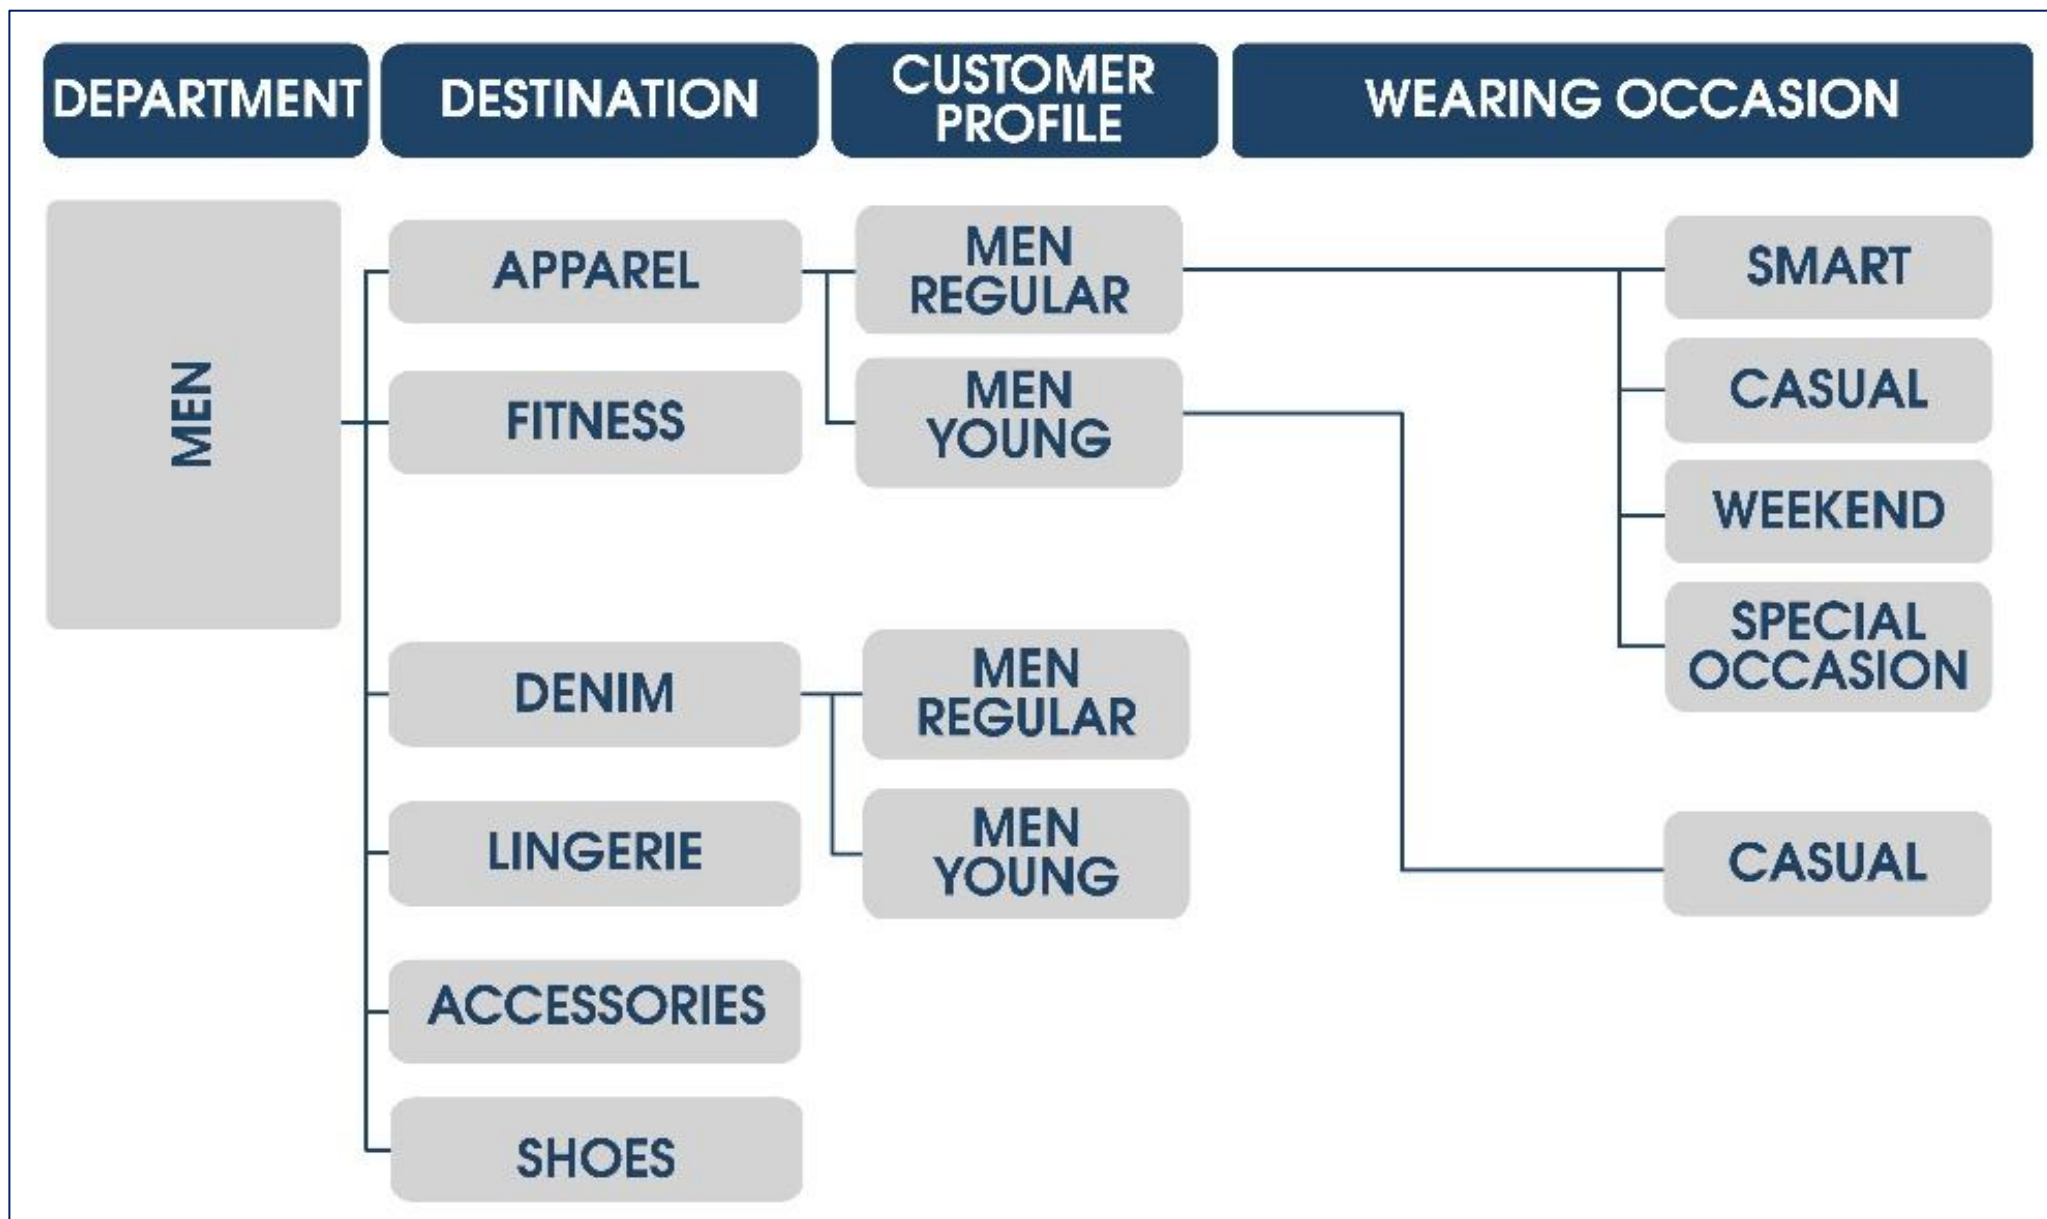 DEPARTMENT
DESTINATION
CUSTOMER
PROFILE
WEARING OCCASION
MEN
APPAREL
FITNESS
DENIM
LINGERIE
ACCESSORIES
SHOES
MEN
REGULAR
MEN
YOUNG
MEN
REGULAR
MEN
YOUNG
SMART
CASUAL
WEEKEND
SPECIAL
OCCASION
CASUAL